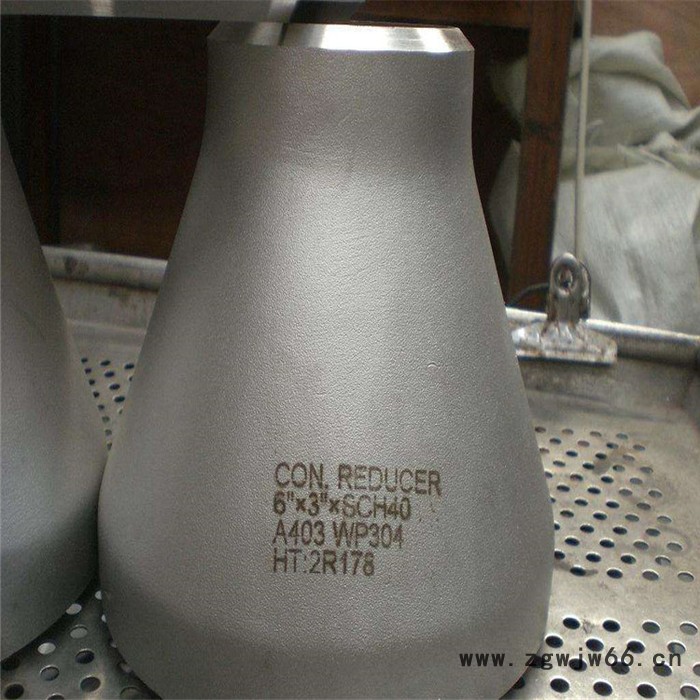 CON. REDUCER
6"×3"×SCH40
A403 WP304
HT:2R178
www.zgwjw66.cn